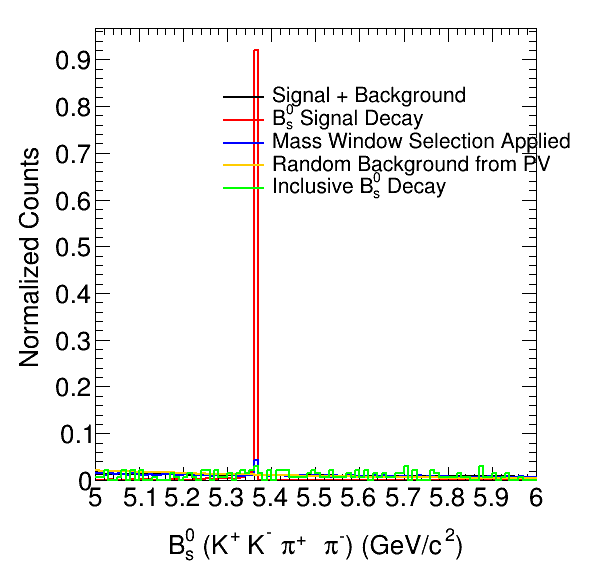 0.9
0.8
0.7
0.6
0.5
0.4
0.3
0.2
0.1
0
Normalized Counts
Signal + Background
B⁰ₛ Signal Decay
Mass Window Selection Applied
Random Background from PV
Inclusive B⁰ₛ Decay
5 5.1 5.2 5.3 5.4 5.5 5.6 5.7 5.8 5.9 6
B⁰ₛ (K⁺ K⁻ π⁺ π⁻) (GeV/c²)